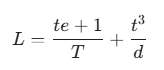 L = \frac{te + 1}{T} + \frac{t^3}{d}